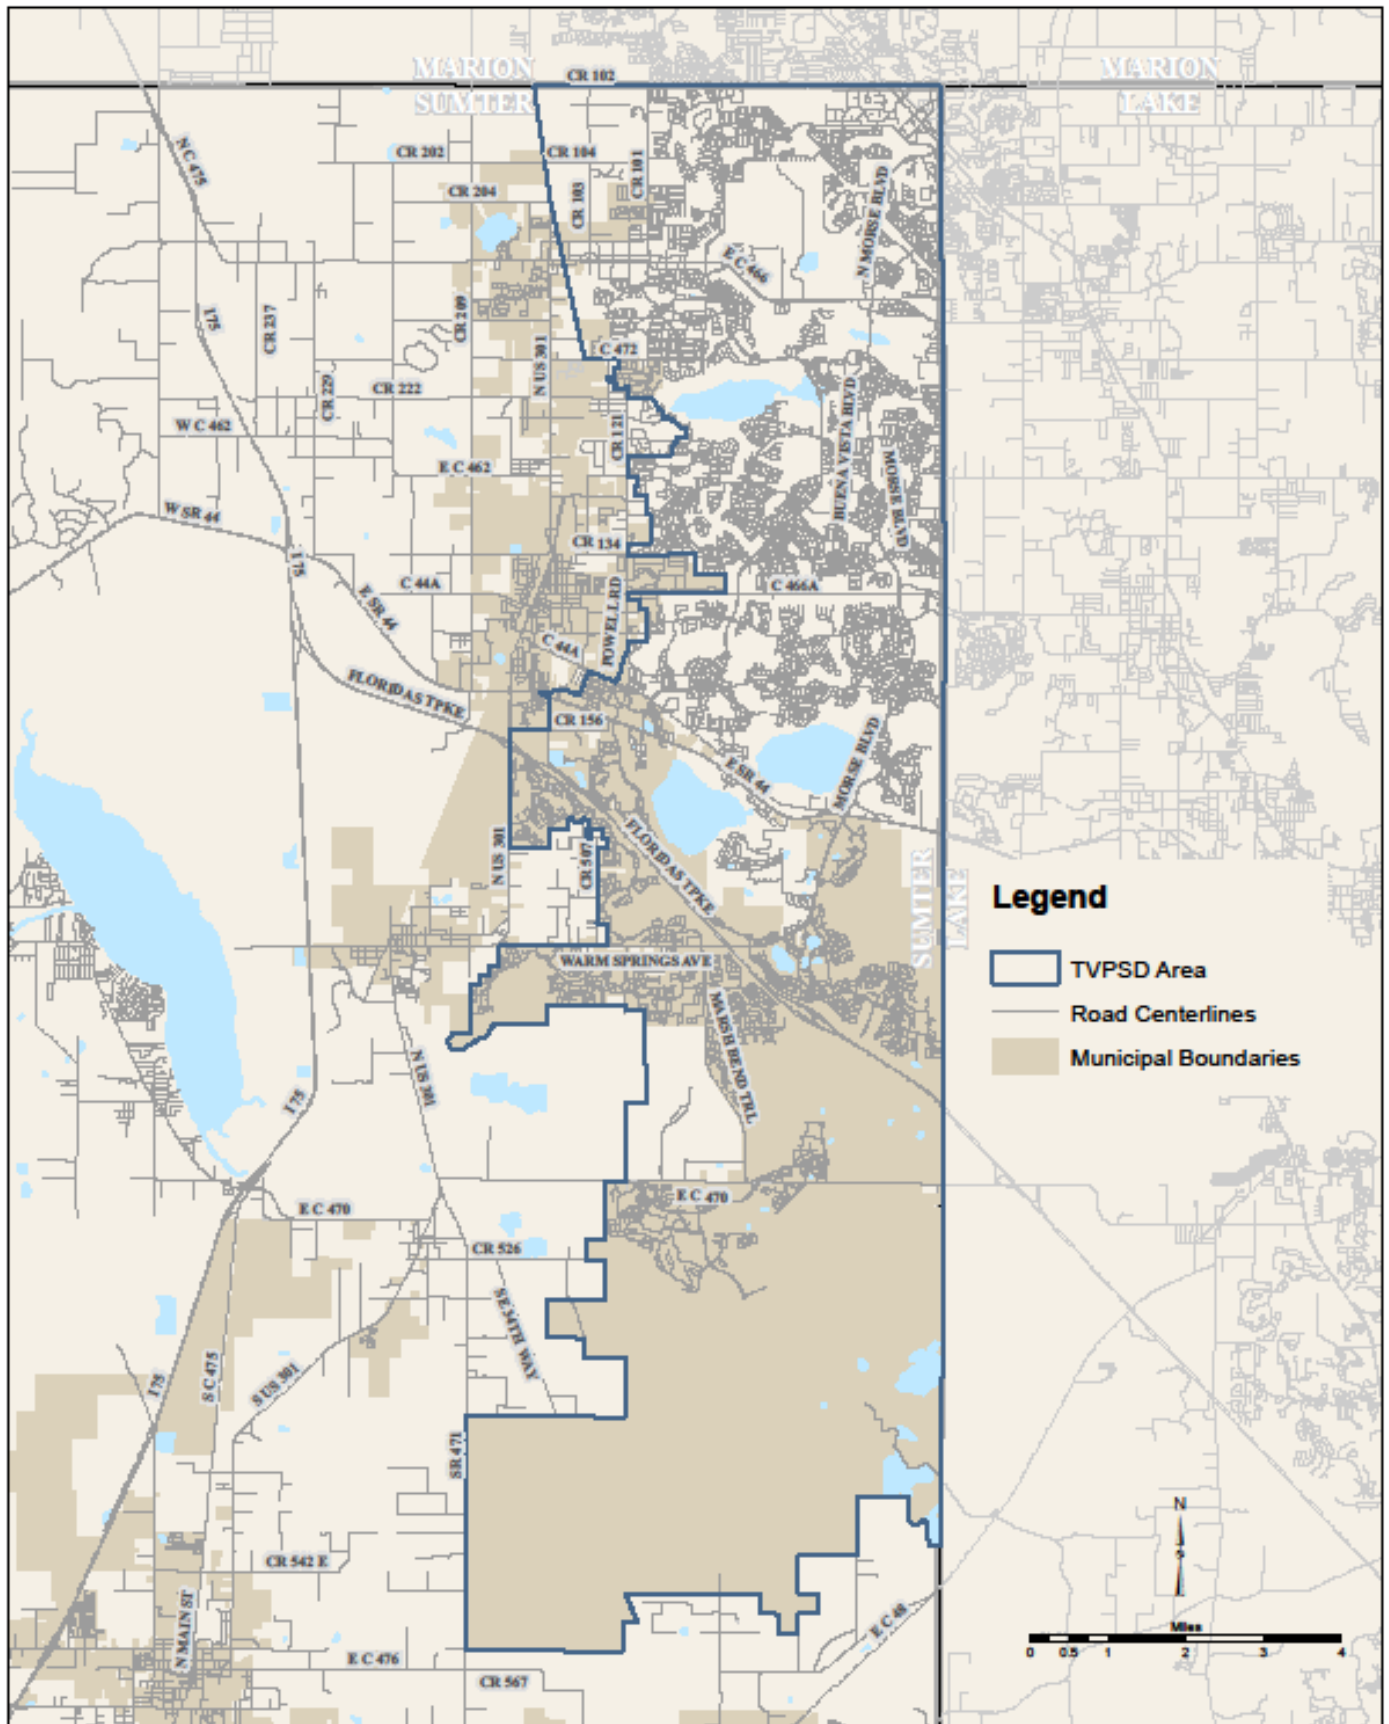 MARION
MARION
CR 102
SUMTER
LAKE
N C 475
CR 202
CR 104
CR 101
CR 204
CR 103
N MORSE BLVD
E C 466
I 75
CR 237
CR 209
N US 301
C 472
CR 229
CR 222
W C 462
CR 121
BUENA VISTA BLVD
MORSE BLVD
E C 462
W SR 44
CR 134
I 75
C 44A
C 466A
E SR 44
POWELL RD
C 44A
FLORIDAS TPKE
CR 156
E SR 44
MORSE BLVD
N US 301
CR 507
FLORIDAS TPKE
SUMTER
LAKE
Legend
WARM SPRINGS AVE
TVPSD Area
Road Centerlines
Municipal Boundaries
MARSH BEND TRL
N US 301
I 75
E C 470
E C 470
CR 526
SE 34TH WAY
I 75
S C 475
S US 301
SR 471
N
CR 542 E
N MAIN ST
E C 48
Miles
0 0.5 1 2 3 4
E C 476
CR 567